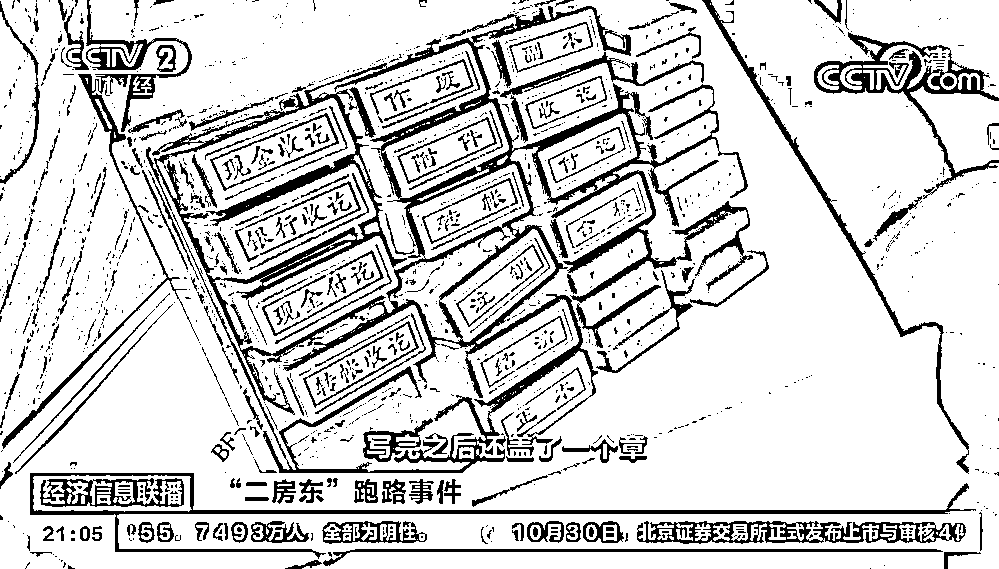 CCTV 2
财经
高清
CCTV.com
现金收讫
作废
副本
银行收讫
附件
收讫
现金付讫
转帐
付讫
转帐收讫
注销
合格
结清
正本
写完之后还盖了一个章
经济信息联播
“二房东”跑路事件
21:05
55.7493万人,全部为阴性。
10月30日,北京证券交易所正式发布上市与审核4